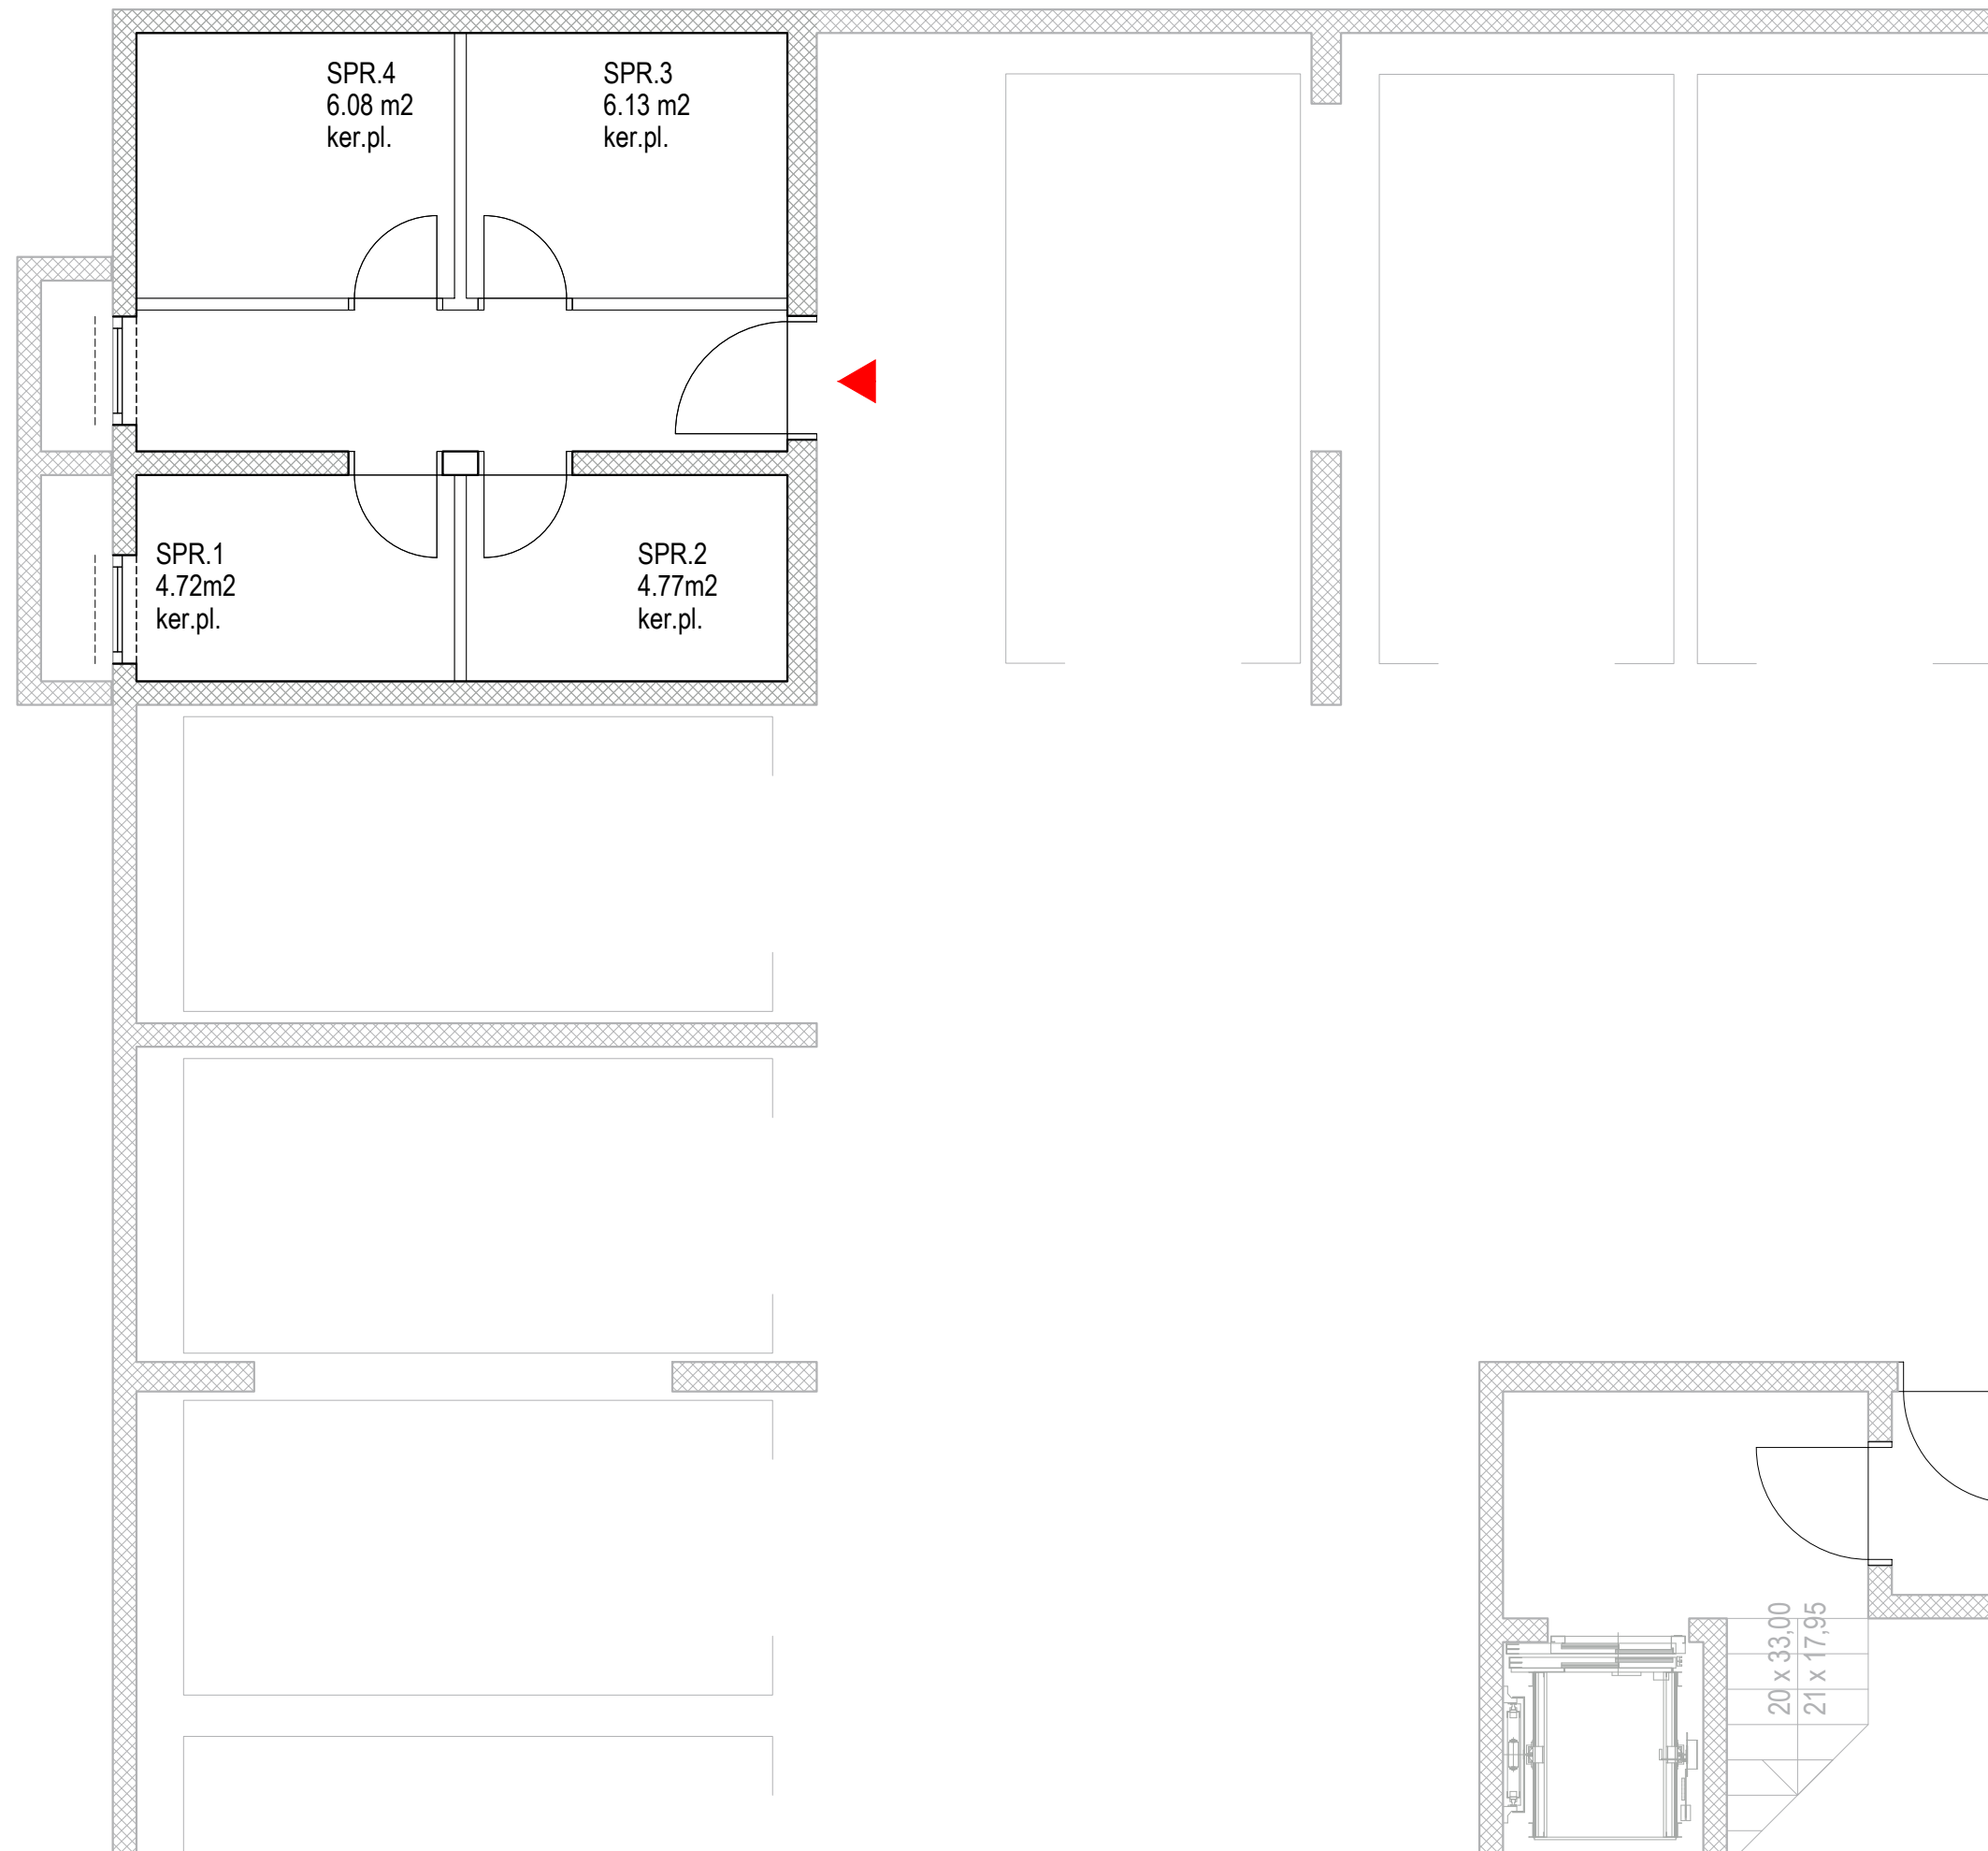 SPR.4
6.08 m2
ker.pl.
SPR.3
6.13 m2
ker.pl.
SPR.1
4.72m2
ker.pl.
SPR.2
4.77m2
ker.pl.
20 x 33,00
21 x 17,95